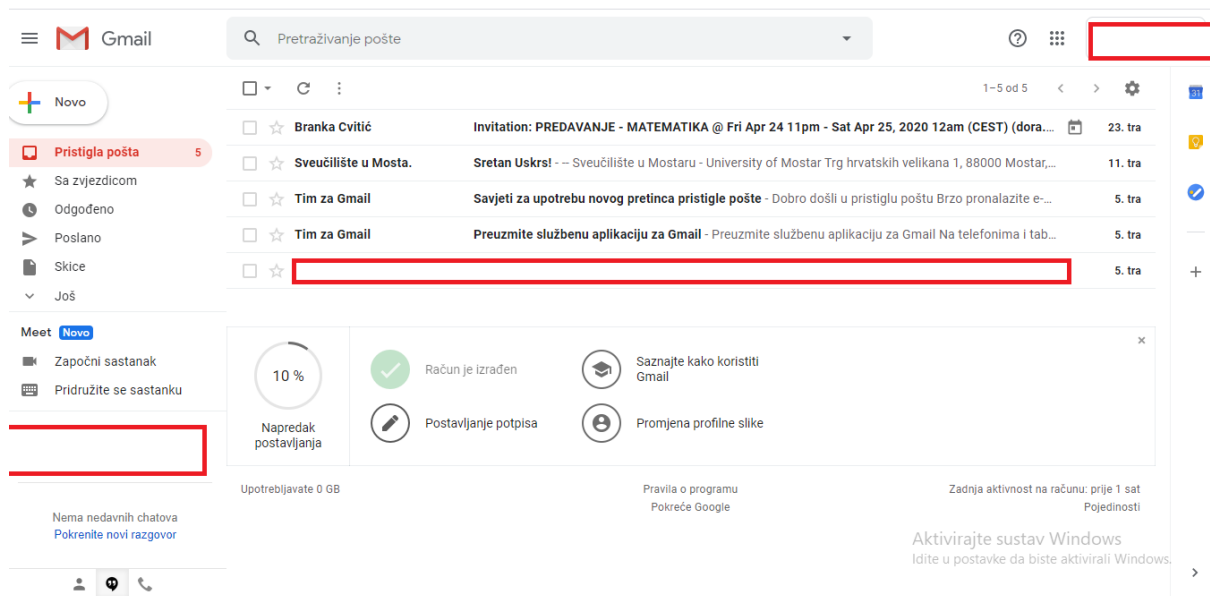 Gmail
Pretraživanje pošte
Novo
1–5 od 5
31
Pristigla pošta 5
Sa zvjezdicom
Odgođeno
Poslano
Skice
Još
Meet Novo
Započni sastanak
Pridružite se sastanku
Nema nedavnih chatova
Pokrenite novi razgovor
Branka Cvitić Invitation: PREDAVANJE - MATEMATIKA @ Fri Apr 24 11pm - Sat Apr 25, 2020 12am (CEST) (dora.... 23. tra
Sveučilište u Mosta. Sretan Uskrs! - -- Sveučilište u Mostaru - University of Mostar Trg hrvatskih velikana 1, 88000 Mostar,... 11. tra
Tim za Gmail Savjeti za upotrebu novog pretinca pristigle pošte - Dobro došli u pristiglu poštu Brzo pronalazite e-... 5. tra
Tim za Gmail Preuzmite službenu aplikaciju za Gmail - Preuzmite službenu aplikaciju za Gmail Na telefonima i tab... 5. tra
5. tra
10 %
Napredak
postavljanja
Račun je izrađen
Postavljanje potpisa
Saznajte kako koristiti
Gmail
Promjena profilne slike
Upotrebljavate 0 GB
Pravila o programu
Pokreće Google
Zadnja aktivnost na računu: prije 1 sat
Pojedinosti
Aktivirajte sustav Windows
Idite u postavke da biste aktivirali Windows.